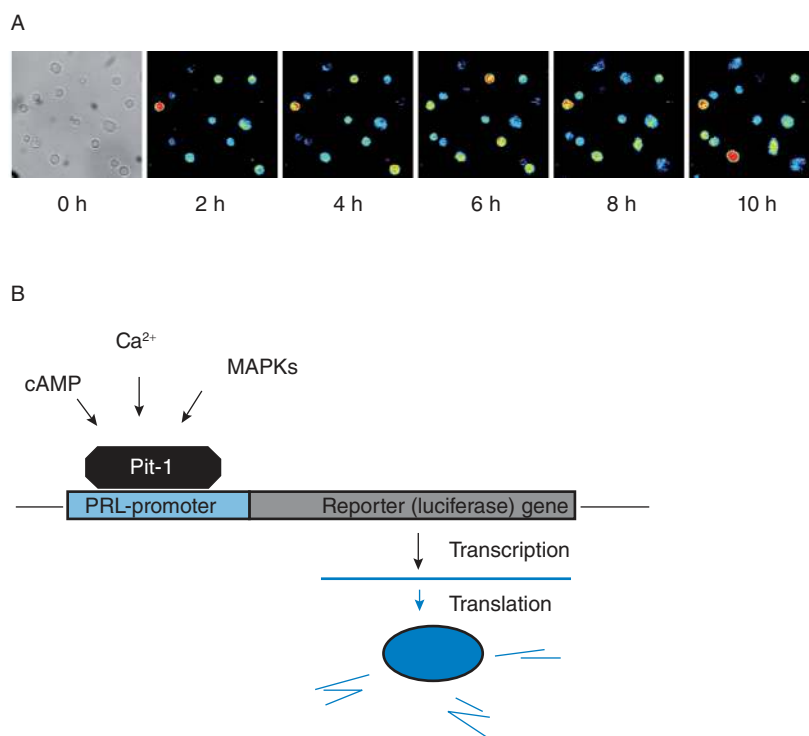 A
0 h 2 h 4 h 6 h 8 h 10 h
B
Ca²⁺
cAMP
MAPKs
Pit-1
PRL-promoter
Reporter (luciferase) gene
Transcription
Translation